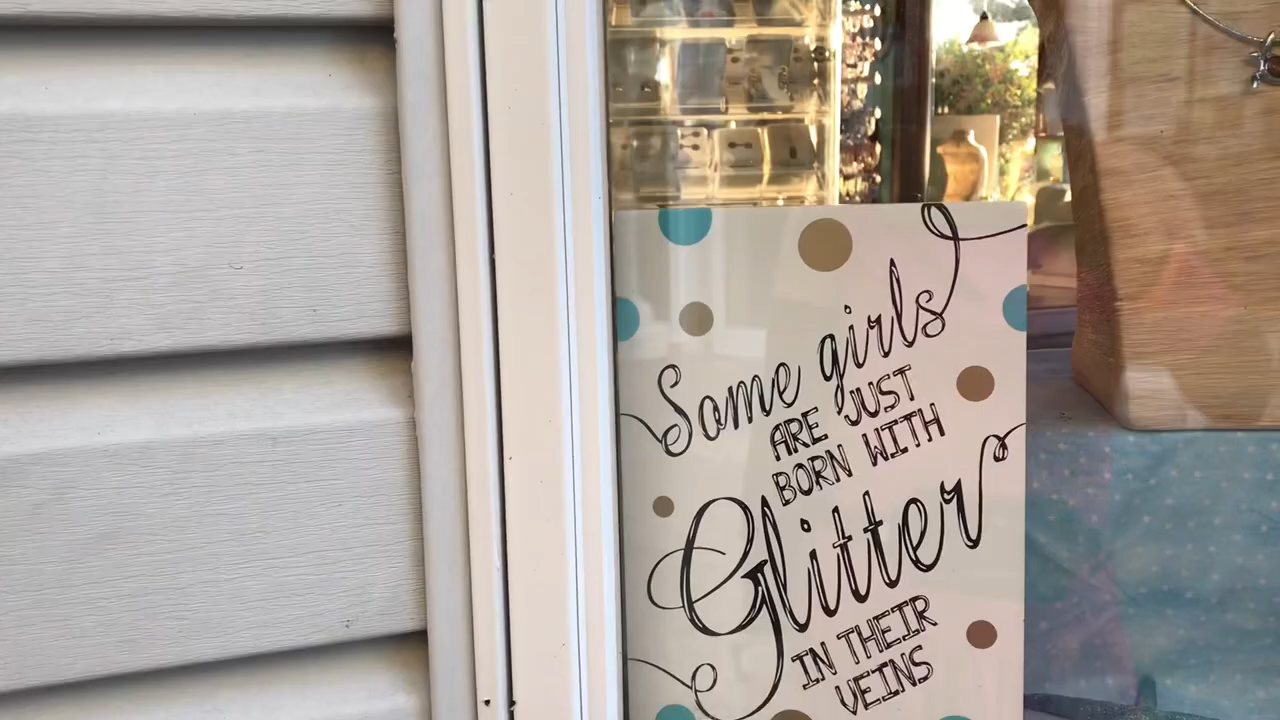 Some girls
ARE JUST
BORN WITH
Glitter
IN THEIR
VEINS